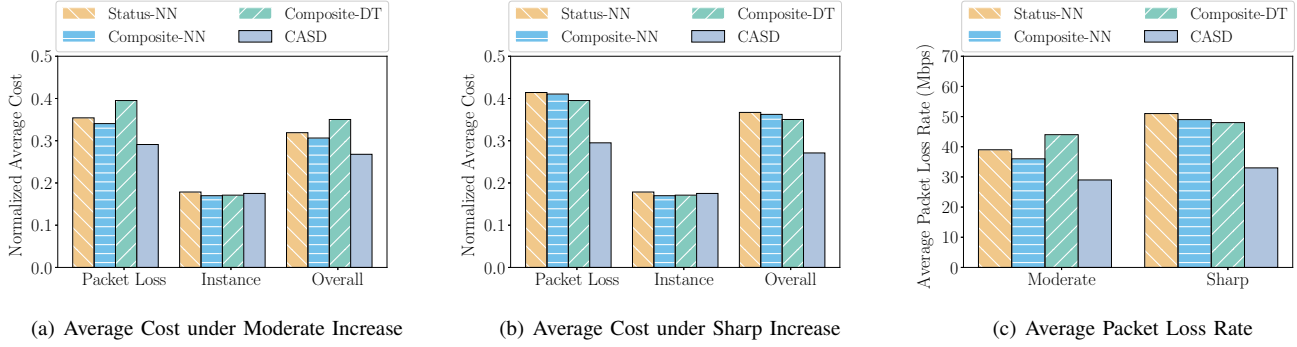 Status-NN
Composite-NN
Composite-DT
CASD
Normalized Average Cost
0.5
0.4
0.3
0.2
0.1
0.0
Packet Loss
Instance
Overall
(a) Average Cost under Moderate Increase
Status-NN
Composite-NN
Composite-DT
CASD
Normalized Average Cost
0.5
0.4
0.3
0.2
0.1
0.0
Packet Loss
Instance
Overall
(b) Average Cost under Sharp Increase
Status-NN
Composite-NN
Composite-DT
CASD
Average Packet Loss Rate (Mbps)
70
60
50
40
30
20
10
0
Moderate
Sharp
(c) Average Packet Loss Rate